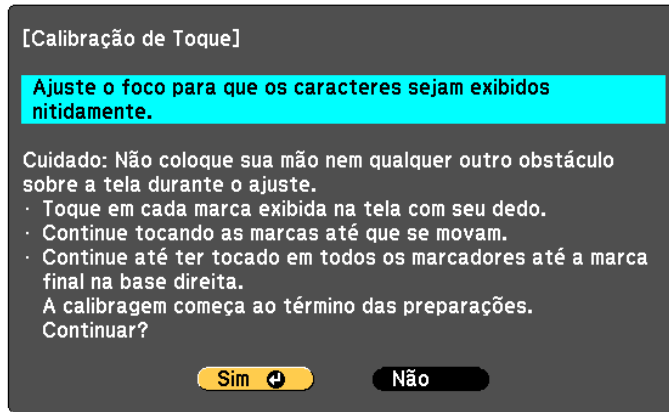 [Calibração de Toque]
Ajuste o foco para que os caracteres sejam exibidos
nitidamente.
Cuidado: Não coloque sua mão nem qualquer outro obstáculo
sobre a tela durante o ajuste.
· Toque em cada marca exibida na tela com seu dedo.
· Continue tocando as marcas até que se movam.
· Continue até ter tocado em todos os marcadores até a marca
final na base direita.
A calibragem começa ao término das preparações.
Continuar?
Sim
Não